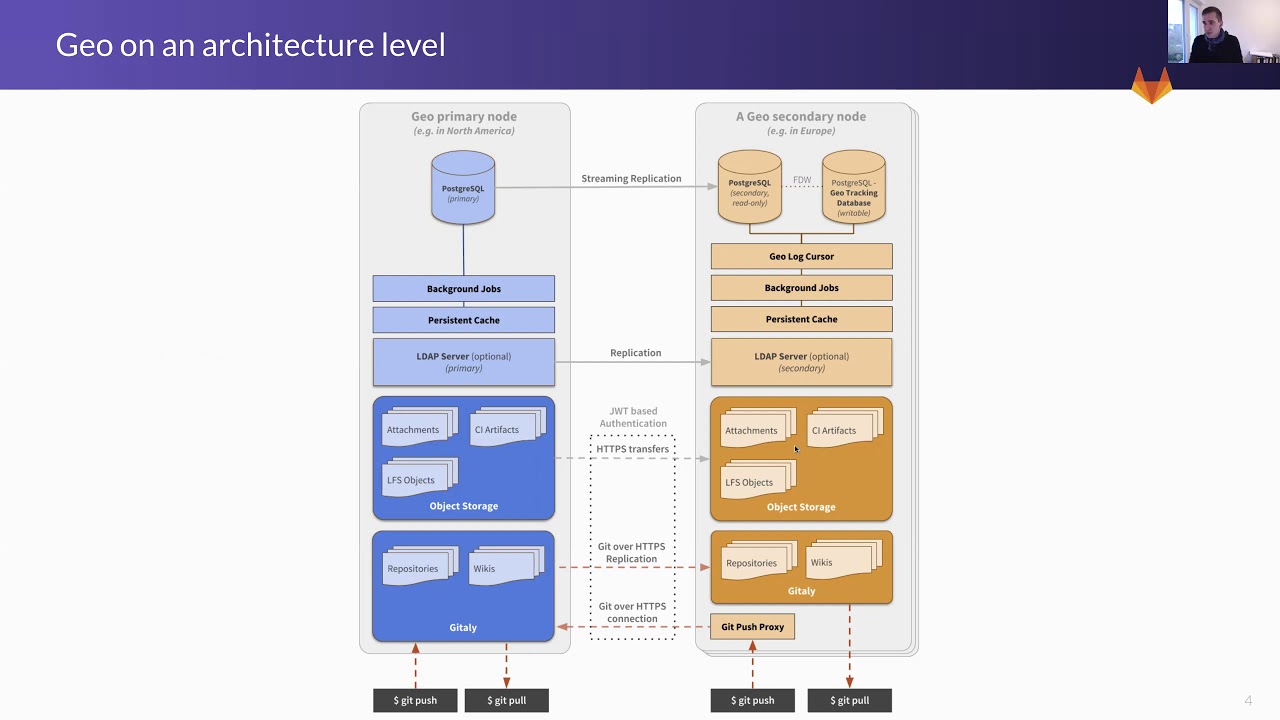 Geo on an architecture level
Geo primary node
(e.g. in North America)
PostgreSQL
(primary)
Background Jobs
Persistent Cache
LDAP Server (optional)
(primary)
Attachments
CI Artifacts
LFS Objects
Object Storage
Repositories
Wikis
Gitaly
$ git push
$ git pull
Streaming Replication
Replication
JWT based
Authentication
HTTPS transfers
Git over HTTPS
Replication
Git over HTTPS
connection
A Geo secondary node
(e.g. in Europe)
PostgreSQL
(secondary,
read-only)
FDW
PostgreSQL -
Geo Tracking
Database
(writable)
Geo Log Cursor
Background Jobs
Persistent Cache
LDAP Server (optional)
(secondary)
Attachments
CI Artifacts
LFS Objects
Object Storage
Repositories
Wikis
Gitaly
Git Push Proxy
$ git push
$ git pull
4